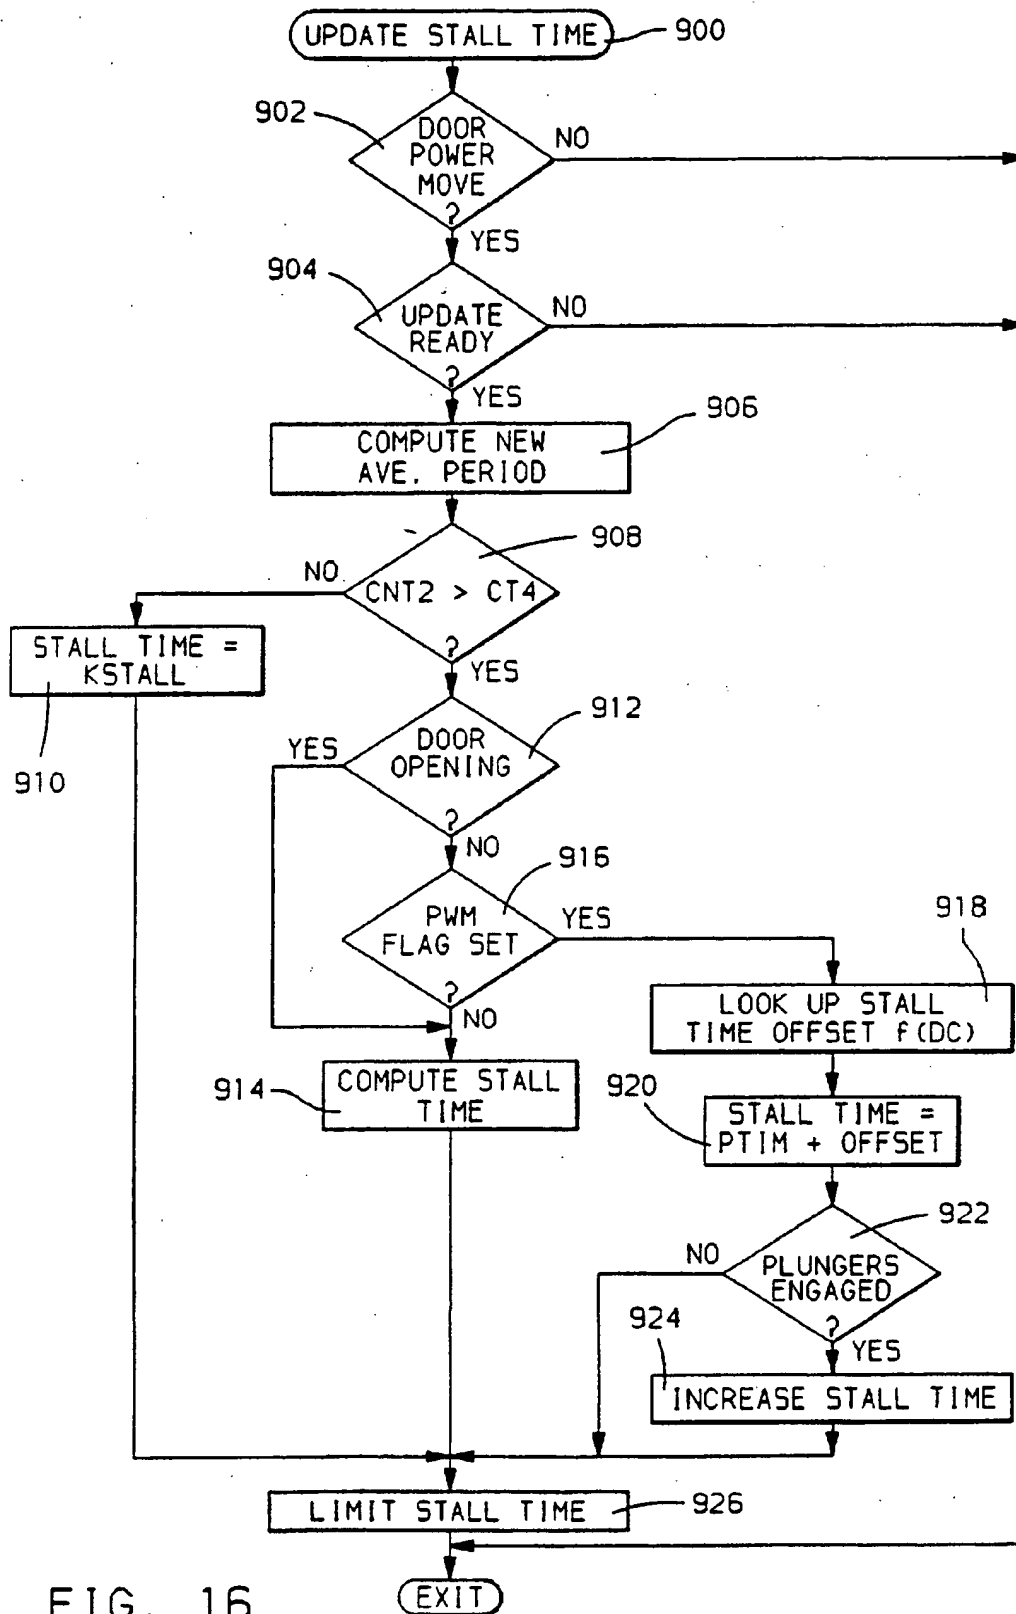 UPDATE STALL TIME
900
902
DOOR
POWER
MOVE
?
NO
YES
904
UPDATE
READY
?
NO
YES
906
COMPUTE NEW
AVE. PERIOD
908
NO
CNT2 > CT4
?
YES
STALL TIME =
KSTALL
910
912
YES
DOOR
OPENING
?
NO
916
PWM
FLAG SET
?
YES
NO
918
LOOK UP STALL
TIME OFFSET f(DC)
914
COMPUTE STALL
TIME
920
STALL TIME =
PTIM + OFFSET
922
NO
PLUNGERS
ENGAGED
?
YES
924
INCREASE STALL TIME
LIMIT STALL TIME
926
EXIT
FIG. 16